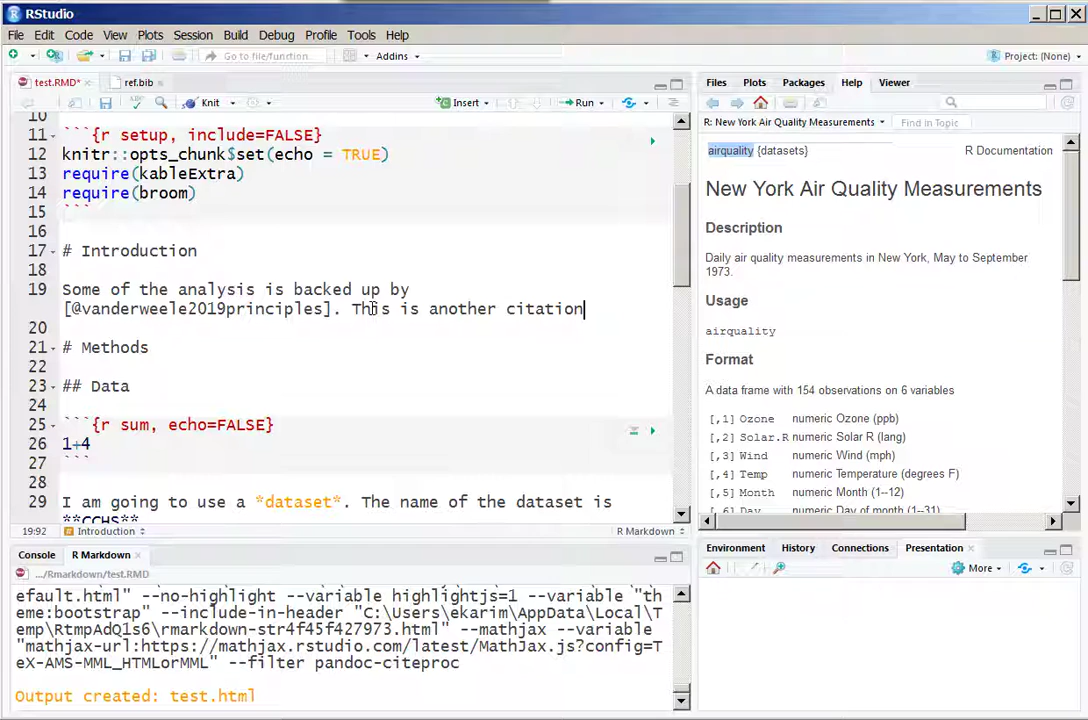 RStudio
File Edit Code View Plots Session Build Debug Profile Tools Help
Go to file/function Addins Project: (None)
test.RMD* ref.bib
ABC Knit Insert Run
10
11 ```{r setup, include=FALSE}
12 knitr::opts_chunk$set(echo = TRUE)
13 require(kableExtra)
14 require(broom)
15 ```
16
17 # Introduction
18
19 Some of the analysis is backed up by
[@vanderweele2019principles]. This is another citation
20
21 # Methods
22
23 ## Data
24
25 ```{r sum, echo=FALSE}
26 1+4
27 ```
28
29 I am going to use a *dataset*. The name of the dataset is
**CCHS**
19:92 Introduction R Markdown
Console R Markdown
.../Rmarkdown/test.RMD
efault.html" --no-highlight --variable highlightjs=1 --variable "th
eme:bootstrap" --include-in-header "C:\Users\ekarim\AppData\Local\T
emp\RtmpAdQ1s6\rmarkdown-str4f45f427973.html" --mathjax --variable
"mathjax-url:https://mathjax.rstudio.com/latest/MathJax.js?config=T
eX-AMS-MML_HTMLorMML" --filter pandoc-citeproc
Output created: test.html
Files Plots Packages Help Viewer
R: New York Air Quality Measurements Find in Topic
airquality {datasets} R Documentation
New York Air Quality Measurements
Description
Daily air quality measurements in New York, May to September
1973.
Usage
airquality
Format
A data frame with 154 observations on 6 variables
[,1] Ozone numeric Ozone (ppb)
[,2] Solar.R numeric Solar R (lang)
[,3] Wind numeric Wind (mph)
[,4] Temp numeric Temperature (degrees F)
[,5] Month numeric Month (1--12)
[,6] Day numeric Day of month (1--31)
Environment History Connections Presentation
More